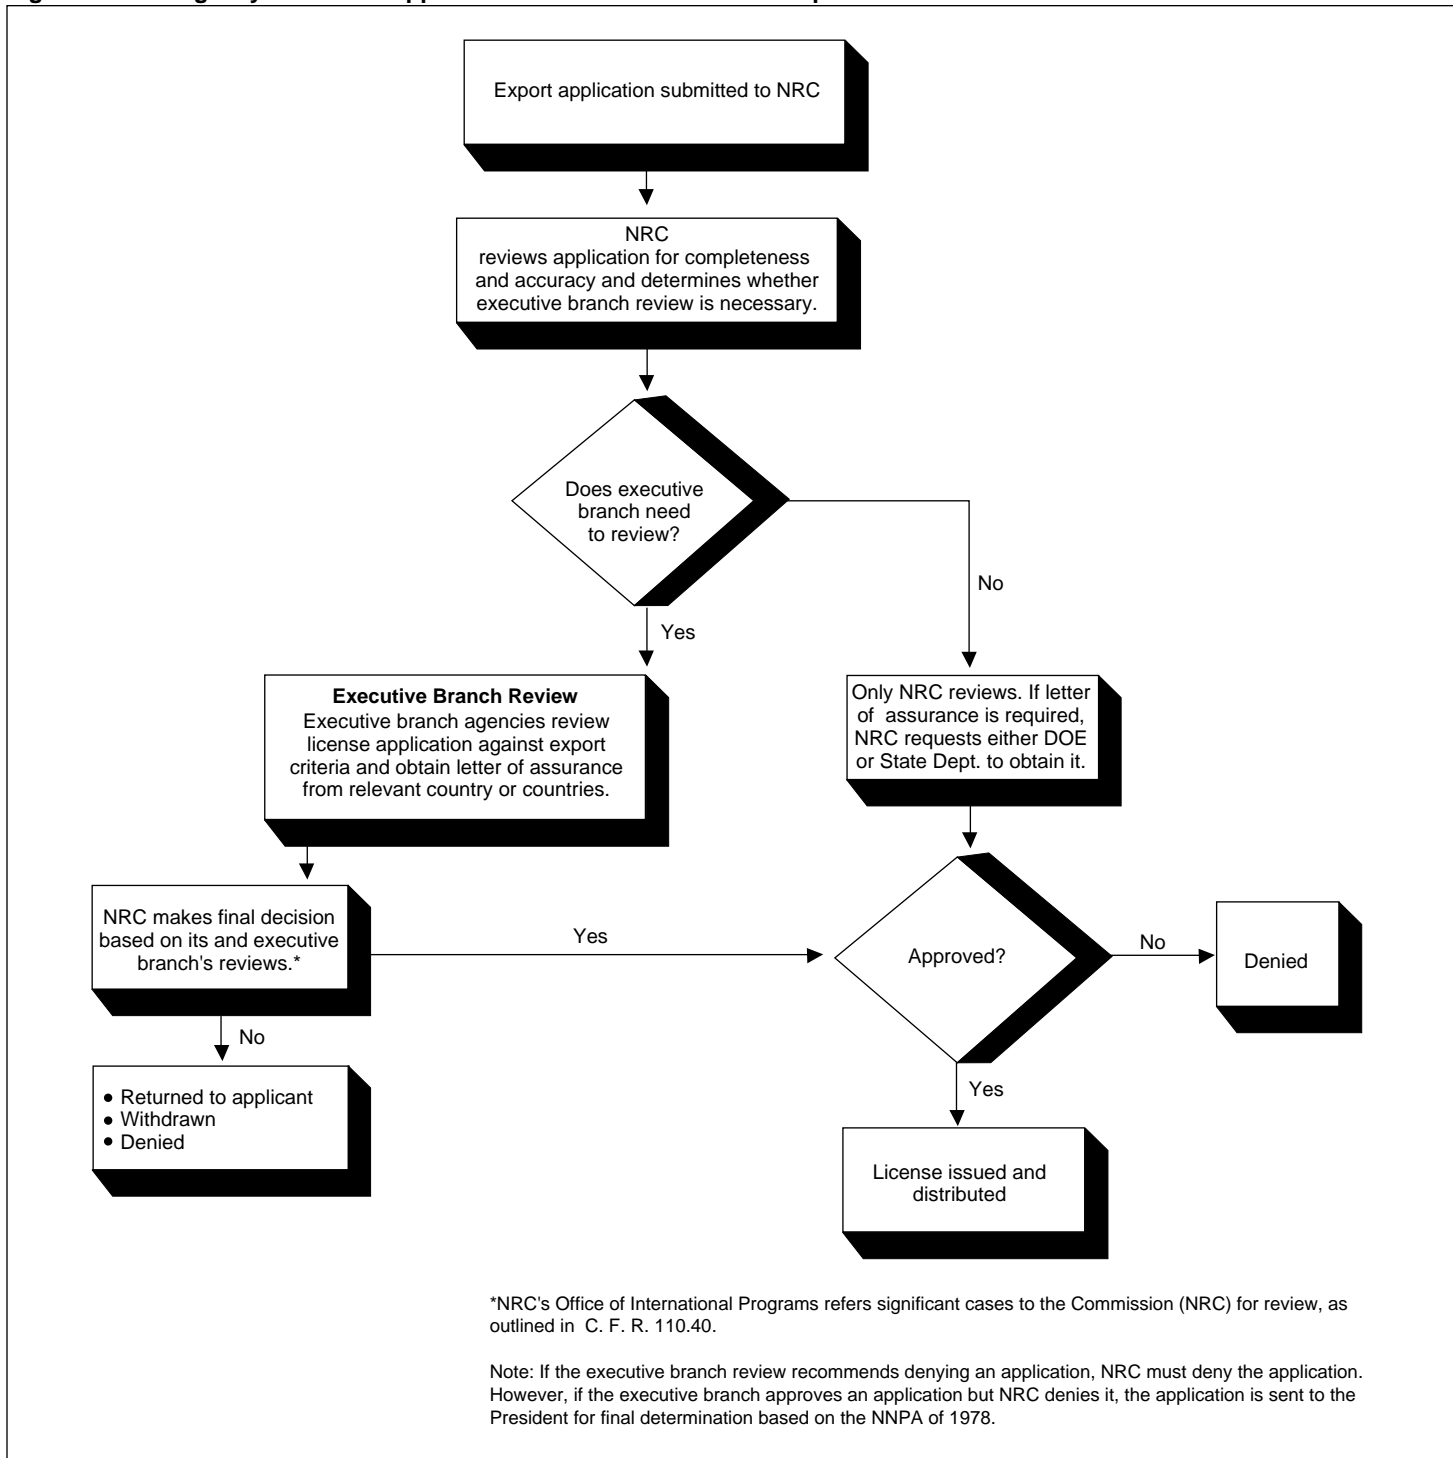 Export application submitted to NRC
NRC
reviews application for completeness
and accuracy and determines whether
executive branch review is necessary.
Does executive
branch need
to review?
No
Yes
Executive Branch Review
Executive branch agencies review
license application against export
criteria and obtain letter of assurance
from relevant country or countries.
Only NRC reviews. If letter
of assurance is required,
NRC requests either DOE
or State Dept. to obtain it.
NRC makes final decision
based on its and executive
branch's reviews.*
Yes
Approved?
No
Denied
No
• Returned to applicant
• Withdrawn
• Denied
Yes
License issued and
distributed
*NRC's Office of International Programs refers significant cases to the Commission (NRC) for review, as
outlined in C. F. R. 110.40.
Note: If the executive branch review recommends denying an application, NRC must deny the application.
However, if the executive branch approves an application but NRC denies it, the application is sent to the
President for final determination based on the NNPA of 1978.